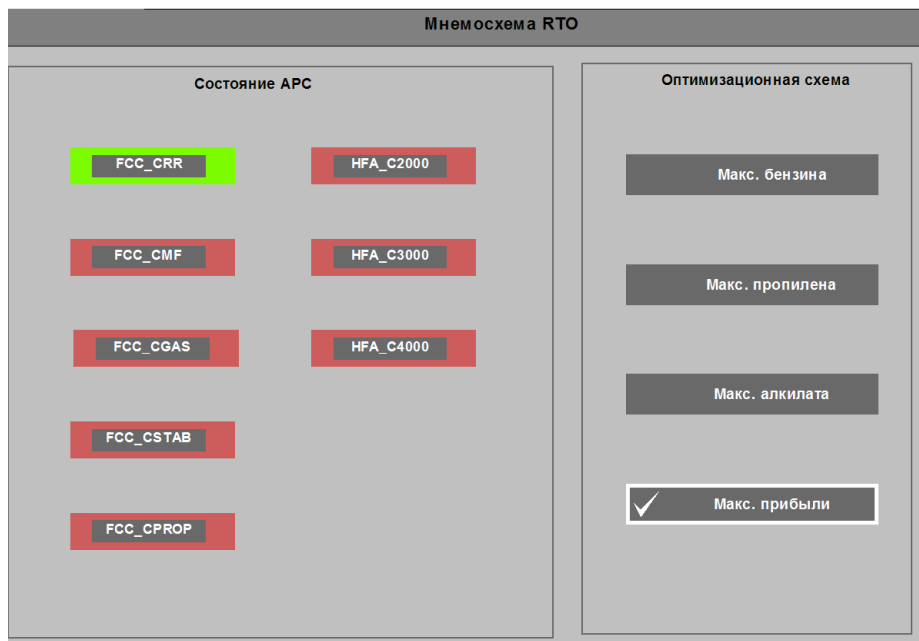 Мнемосхема RTO
Состояние APC
FCC_CRR
HFA_C2000
FCC_CMF
HFA_C3000
FCC_CGAS
HFA_C4000
FCC_CSTAB
FCC_CPROP
Оптимизационная схема
Макс. бензина
Макс. пропилена
Макс. алкилата
Макс. прибыли